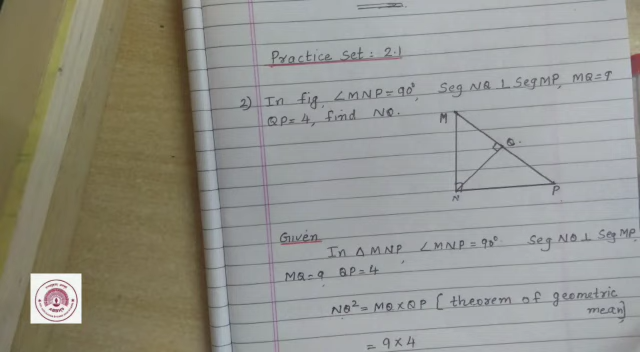 Practice Set : 2.1
2) In fig, ∠MNP = 90°, Seg NQ ⊥ Seg MP, MQ = 9
QP = 4, find NQ.
M
Q
N
P
Given
In △ MNP, ∠MNP = 90° Seg NQ ⊥ Seg MP,
MQ = 9 QP = 4
NQ² = MQ × QP [ theorem of geometric
mean]
= 9 × 4